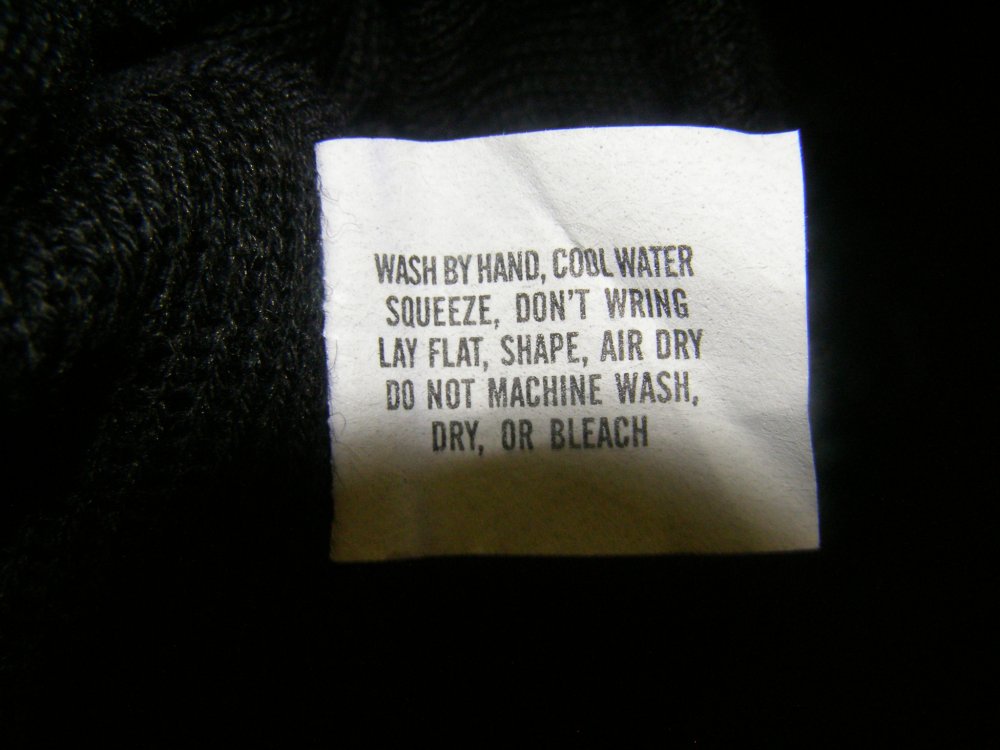 WASH BY HAND, COOL WATER
SQUEEZE, DON'T WRING
LAY FLAT, SHAPE, AIR DRY
DO NOT MACHINE WASH,
DRY, OR BLEACH